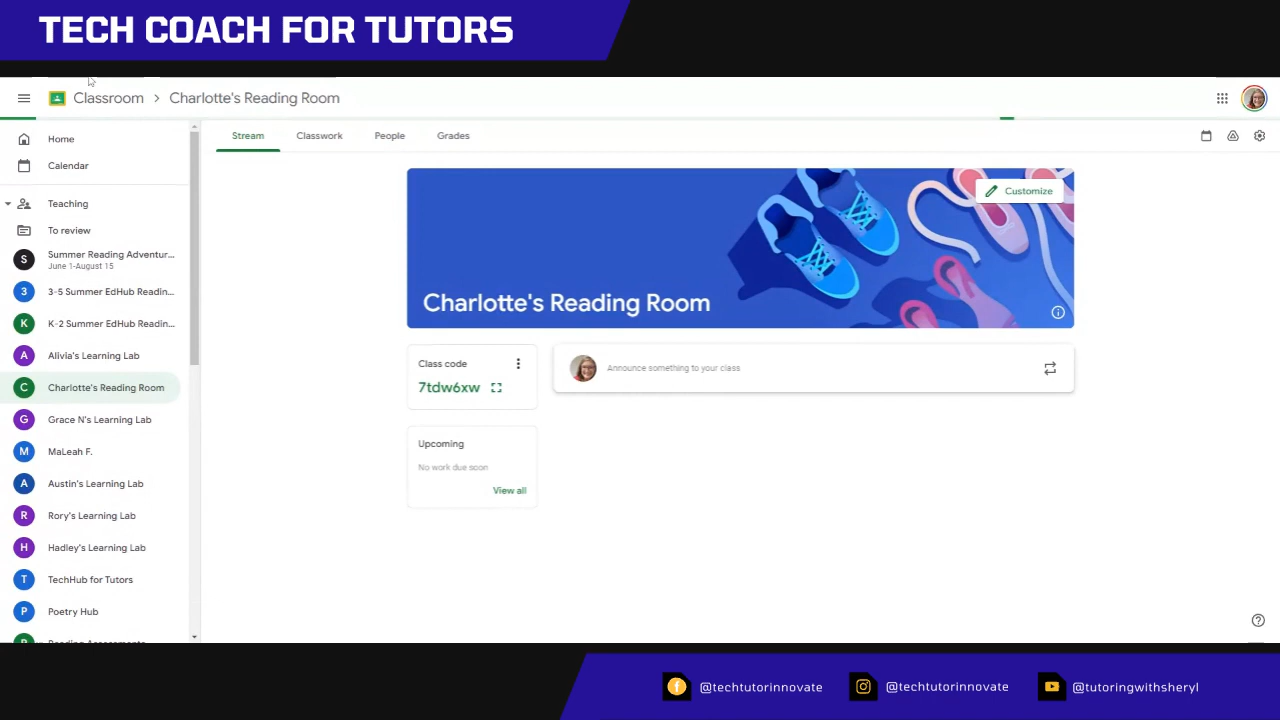 TECH COACH FOR TUTORS
Classroom > Charlotte's Reading Room
Home
Calendar
Teaching
To review
S
Summer Reading Adventur...
June 1-August 15
3 3-5 Summer EdHub Readin...
K K-2 Summer EdHub Readin...
A Alivia's Learning Lab
C Charlotte's Reading Room
G Grace N's Learning Lab
M MaLeah F.
A Austin's Learning Lab
R Rory's Learning Lab
H Hadley's Learning Lab
T TechHub for Tutors
P Poetry Hub
Stream Classwork People Grades
Customize
Charlotte's Reading Room
Class code
7tdw6xw
Announce something to your class
Upcoming
No work due soon
View all
@techtutorinnovate @techtutorinnovate @tutoringwithsheryl